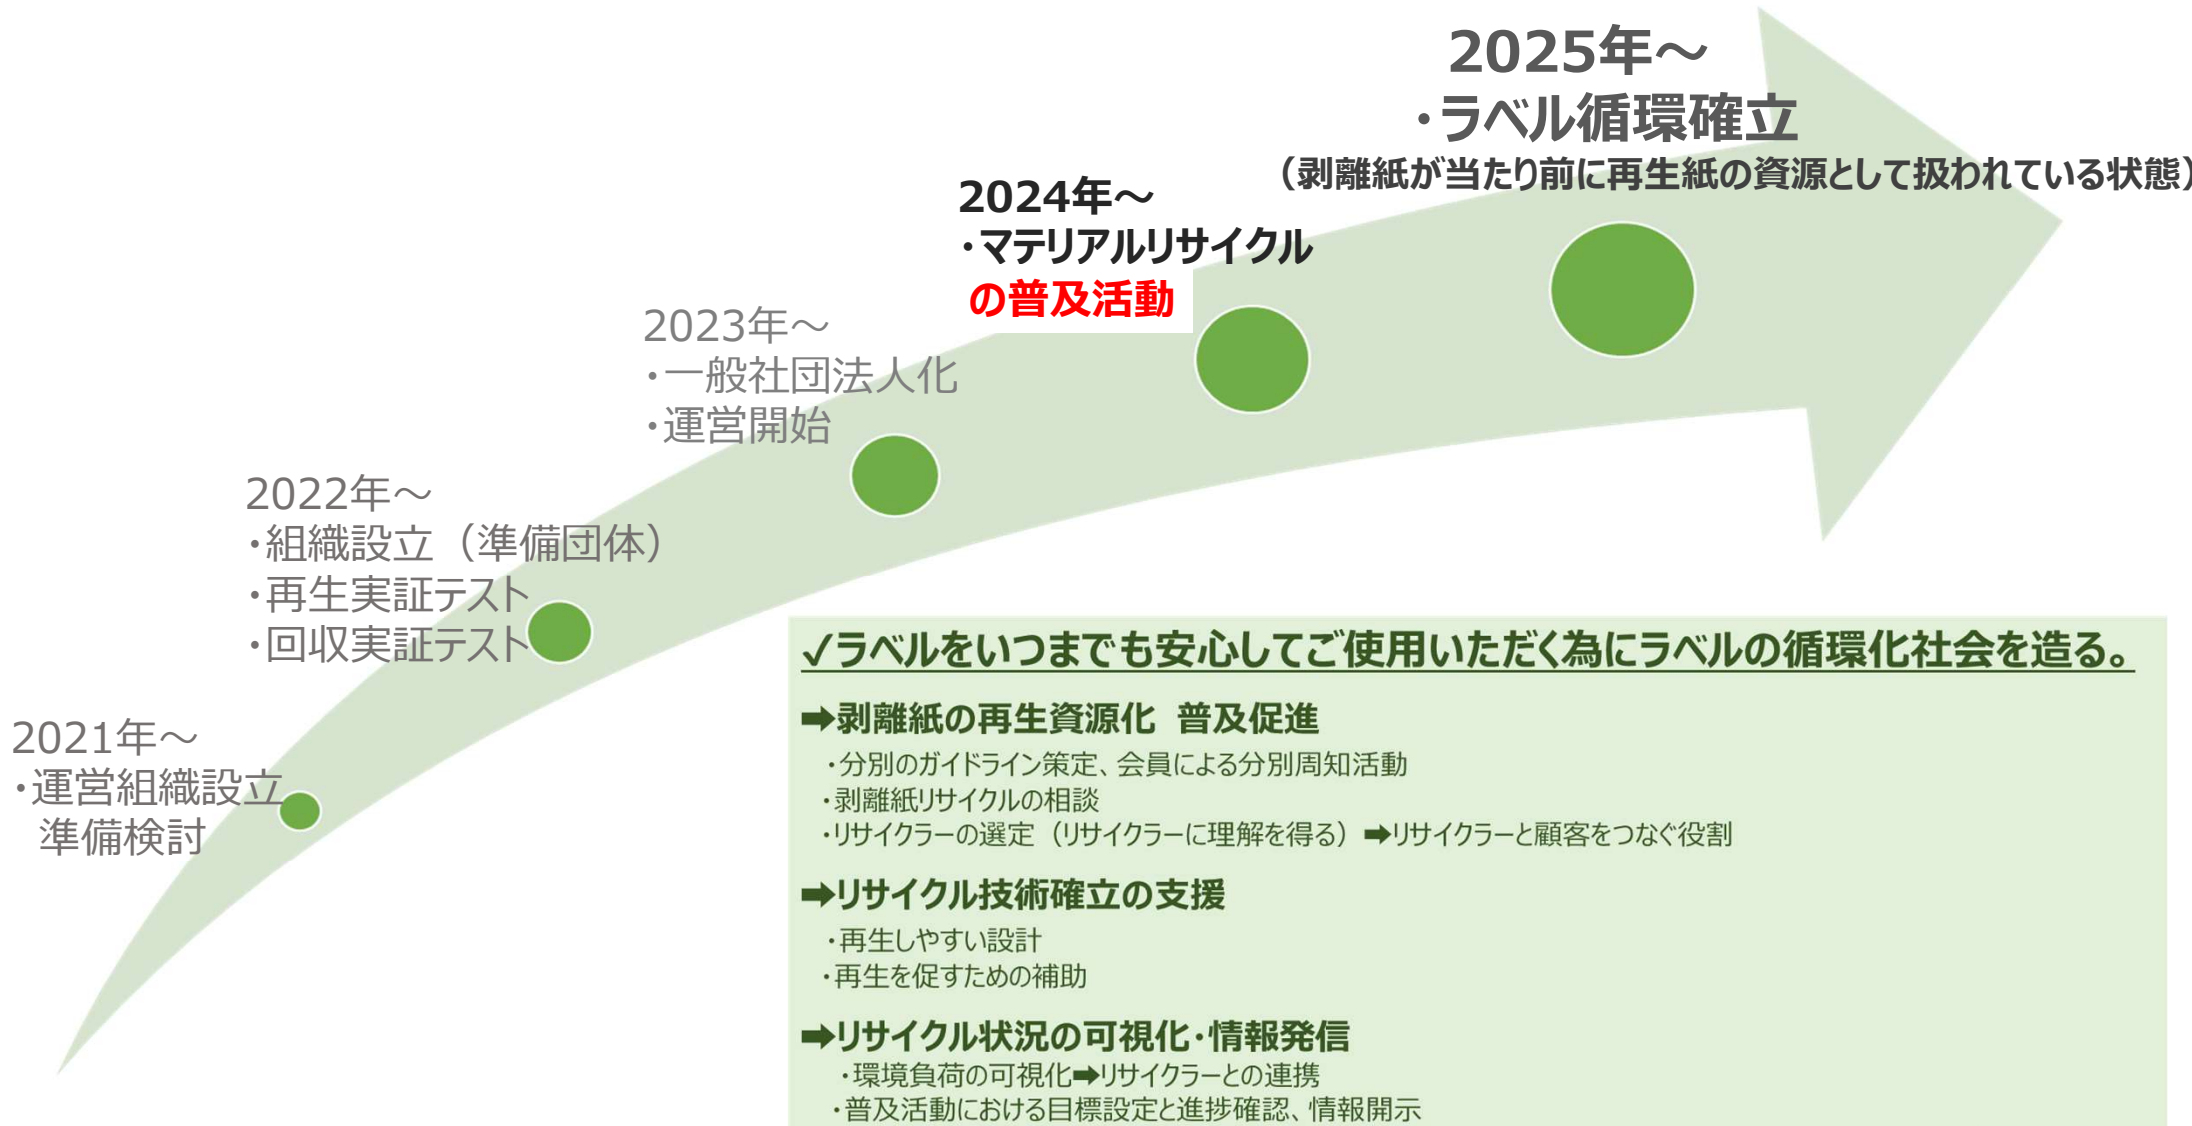 2025年～
・ラベル循環確立
（剥離紙が当たり前に再生紙の資源として扱われている状態）
2024年～
・マテリアルリサイクル
の普及活動
2023年～
・一般社団法人化
・運営開始
2022年～
・組織設立（準備団体）
・再生実証テスト
・回収実証テスト
2021年～
・運営組織設立
準備検討
✓ラベルをいつまでも安心してご使用いただく為にラベルの循環化社会を造る。
➡剥離紙の再生資源化 普及促進
・分別のガイドライン策定、会員による分別周知活動
・剥離紙リサイクルの相談
・リサイクラーの選定（リサイクラーに理解を得る）➡リサイクラーと顧客をつなぐ役割
➡リサイクル技術確立の支援
・再生しやすい設計
・再生を促すための補助
➡リサイクル状況の可視化・情報発信
・環境負荷の可視化➡リサイクラーとの連携
・普及活動における目標設定と進捗確認、情報開示